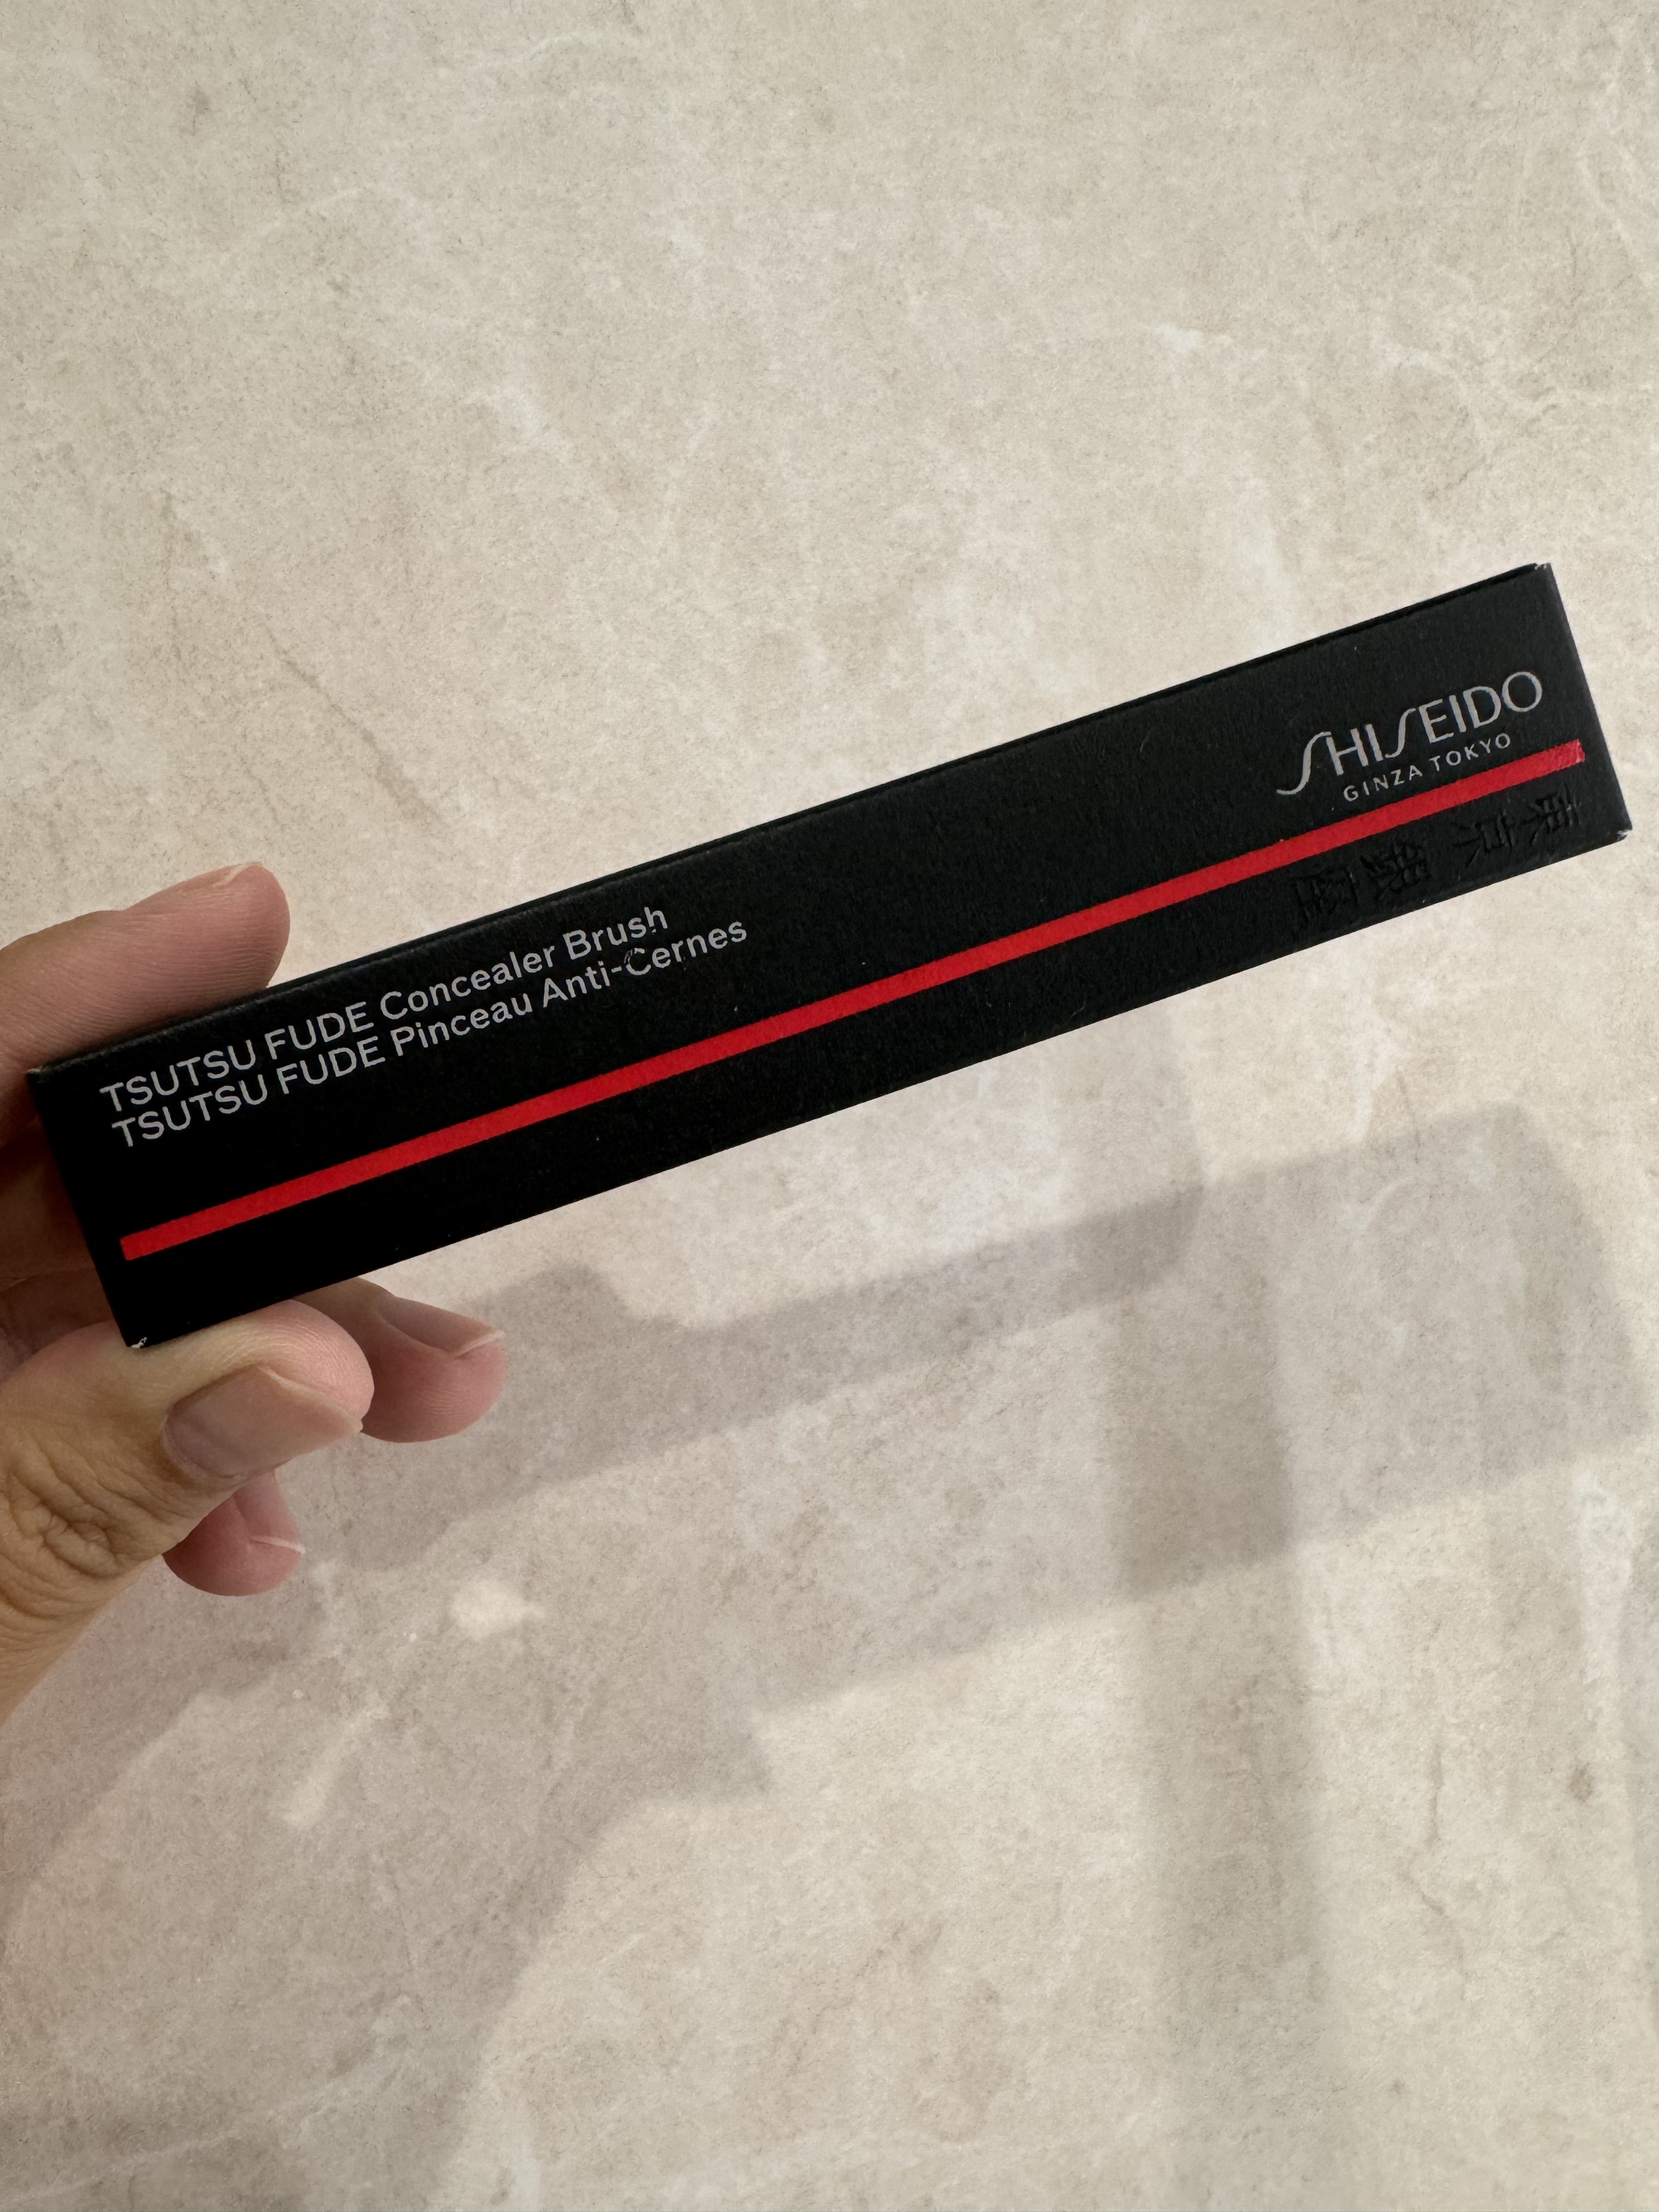 SHISEIDO
GINZA TOKYO
TSUTSU FUDE Concealer Brush
TSUTSU FUDE Pinceau Anti-Cernes